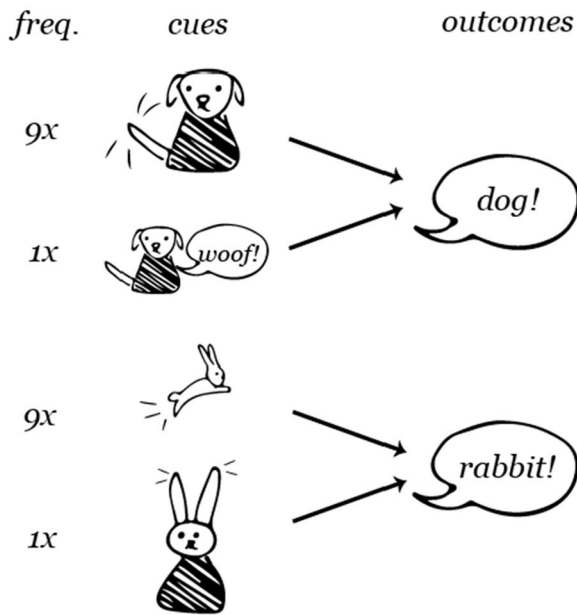 freq. cues outcomes
9x
dog!
1x woof!
9x
rabbit!
1x